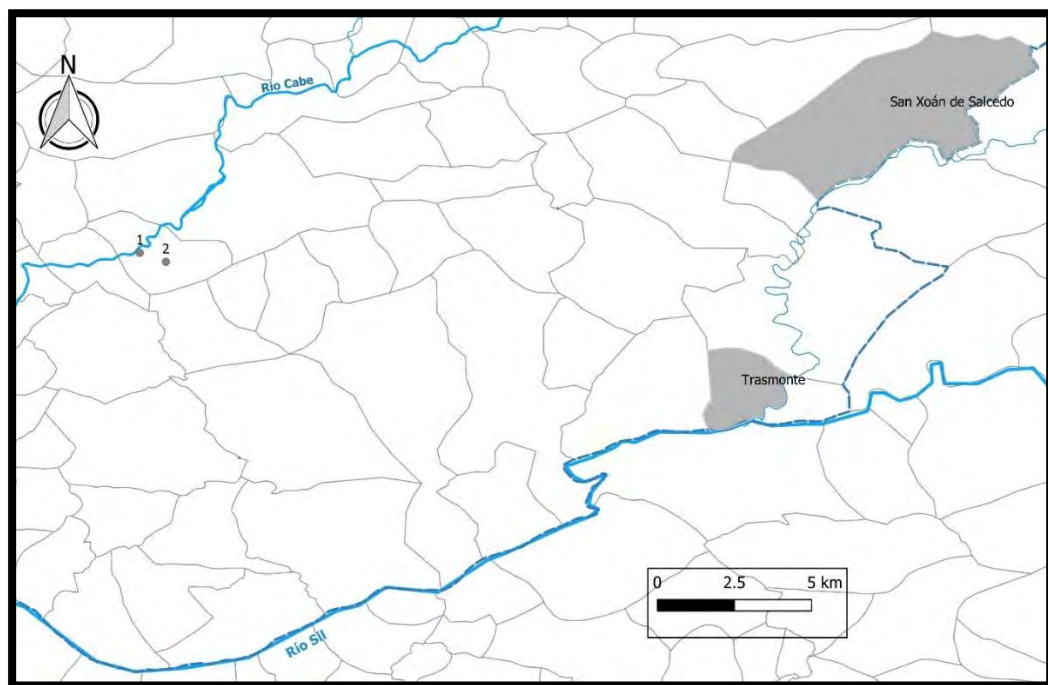 N
Río Cabe
San Xoán de Salcedo
1
2
Trasmonte
0 2.5 5 km
Río Sil